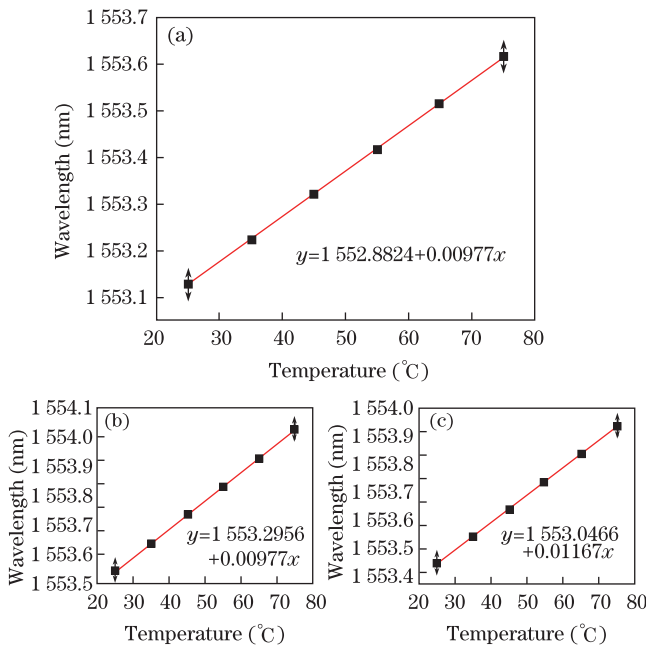 (a)
1 553.7
1 553.6
1 553.5
1 553.4
1 553.3
1 553.2
1 553.1
Wavelength (nm)
y=1 552.8824+0.00977x
20 30 40 50 60 70 80
Temperature (℃)
(b)
1 554.1
1 554.0
1 553.9
1 553.8
1 553.7
1 553.6
1 553.5
Wavelength (nm)
y=1 553.2956
+0.00977x
20 30 40 50 60 70 80
Temperature (℃)
(c)
1 554.0
1 553.9
1 553.8
1 553.7
1 553.6
1 553.5
1 553.4
Wavelength (nm)
y=1 553.0466
+0.01167x
20 30 40 50 60 70 80
Temperature (℃)